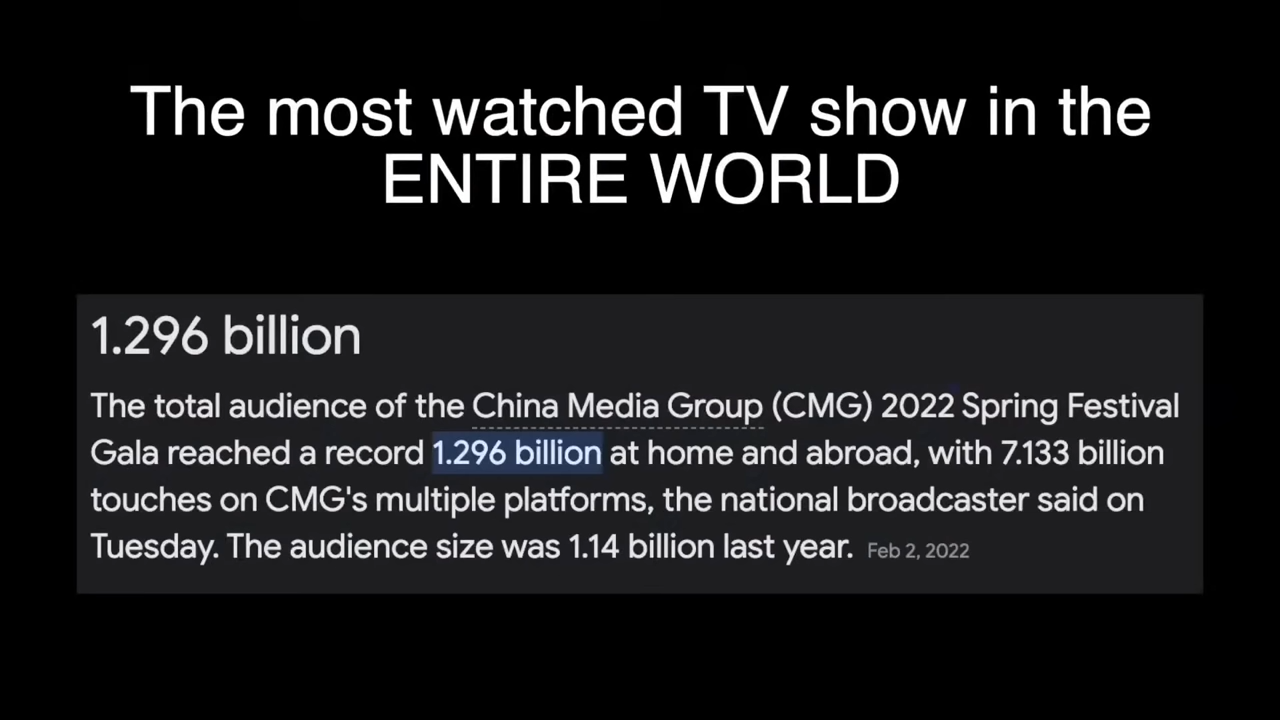 The most watched TV show in the
ENTIRE WORLD
1.296 billion
The total audience of the China Media Group (CMG) 2022 Spring Festival
Gala reached a record 1.296 billion at home and abroad, with 7.133 billion
touches on CMG's multiple platforms, the national broadcaster said on
Tuesday. The audience size was 1.14 billion last year. Feb 2, 2022